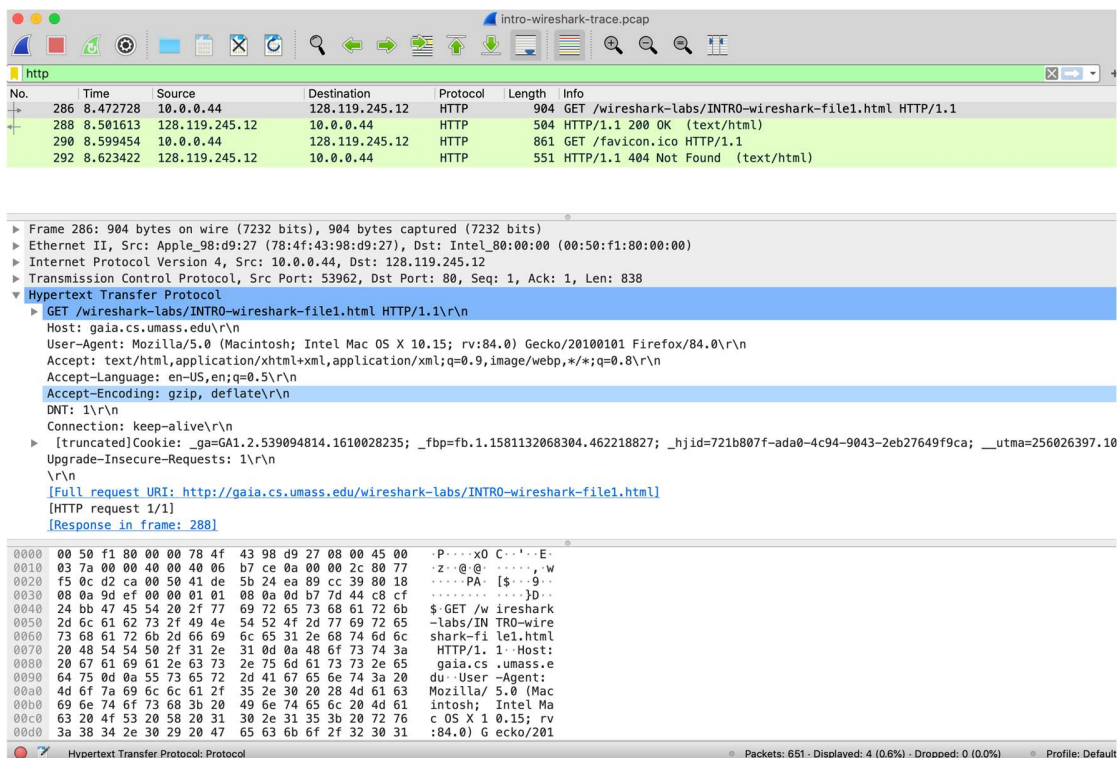 intro-wireshark-trace.pcap
http
No. Time Source Destination Protocol Length Info
286 8.472728 10.0.0.44 128.119.245.12 HTTP 904 GET /wireshark-labs/INTRO-wireshark-file1.html HTTP/1.1
288 8.501613 128.119.245.12 10.0.0.44 HTTP 504 HTTP/1.1 200 OK (text/html)
290 8.599454 10.0.0.44 128.119.245.12 HTTP 861 GET /favicon.ico HTTP/1.1
292 8.623422 128.119.245.12 10.0.0.44 HTTP 551 HTTP/1.1 404 Not Found (text/html)
Frame 286: 904 bytes on wire (7232 bits), 904 bytes captured (7232 bits)
Ethernet II, Src: Apple_98:d9:27 (78:4f:43:98:d9:27), Dst: Intel_80:00:00 (00:50:f1:80:00:00)
Internet Protocol Version 4, Src: 10.0.0.44, Dst: 128.119.245.12
Transmission Control Protocol, Src Port: 53962, Dst Port: 80, Seq: 1, Ack: 1, Len: 838
Hypertext Transfer Protocol
GET /wireshark-labs/INTRO-wireshark-file1.html HTTP/1.1\r\n
Host: gaia.cs.umass.edu\r\n
User-Agent: Mozilla/5.0 (Macintosh; Intel Mac OS X 10.15; rv:84.0) Gecko/20100101 Firefox/84.0\r\n
Accept: text/html,application/xhtml+xml,application/xml;q=0.9,image/webp,*/*;q=0.8\r\n
Accept-Language: en-US,en;q=0.5\r\n
Accept-Encoding: gzip, deflate\r\n
DNT: 1\r\n
Connection: keep-alive\r\n
[truncated]Cookie: _ga=GA1.2.539094814.1610028235; _fbp=fb.1.1581132068304.462218827; _hjid=721b807f-ada0-4c94-9043-2eb27649f9ca; __utma=256026397.10
Upgrade-Insecure-Requests: 1\r\n
\r\n
[Full request URI: http://gaia.cs.umass.edu/wireshark-labs/INTRO-wireshark-file1.html]
[HTTP request 1/1]
[Response in frame: 288]
0000 00 50 f1 80 00 00 78 4f 43 98 d9 27 08 00 45 00 ·P····xO C··'··E·
0010 03 7a 00 00 40 00 40 06 b7 ce 0a 00 00 2c 80 77 ·z··@·@· ·····,·w
0020 f5 0c d2 ca 00 50 41 de 5b 24 ea 89 cc 39 80 18 ·····PA· [$···9··
0030 08 0a 9d ef 00 00 01 01 08 0a 0d b7 7d 44 c8 cf ········ ····}D··
0040 24 bb 47 45 54 20 2f 77 69 72 65 73 68 61 72 6b $·GET /w ireshark
0050 2d 6c 61 62 73 2f 49 4e 54 52 4f 2d 77 69 72 65 -labs/IN TRO-wire
0060 73 68 61 72 6b 2d 66 69 6c 65 31 2e 68 74 6d 6c shark-fi le1.html
0070 20 48 54 54 50 2f 31 2e 31 0d 0a 48 6f 73 74 3a HTTP/1. 1··Host:
0080 20 67 61 69 61 2e 63 73 2e 75 6d 61 73 73 2e 65 gaia.cs .umass.e
0090 64 75 0d 0a 55 73 65 72 2d 41 67 65 6e 74 3a 20 du··User -Agent:
00a0 4d 6f 7a 69 6c 6c 61 2f 35 2e 30 20 28 4d 61 63 Mozilla/ 5.0 (Mac
00b0 69 6e 74 6f 73 68 3b 20 49 6e 74 65 6c 20 4d 61 intosh; Intel Ma
00c0 63 20 4f 53 20 58 20 31 30 2e 31 35 3b 20 72 76 c OS X 1 0.15; rv
00d0 3a 38 34 2e 30 29 20 47 65 63 6b 6f 2f 32 30 31 :84.0) G ecko/201
Hypertext Transfer Protocol: Protocol Packets: 651 · Displayed: 4 (0.6%) · Dropped: 0 (0.0%) Profile: Default